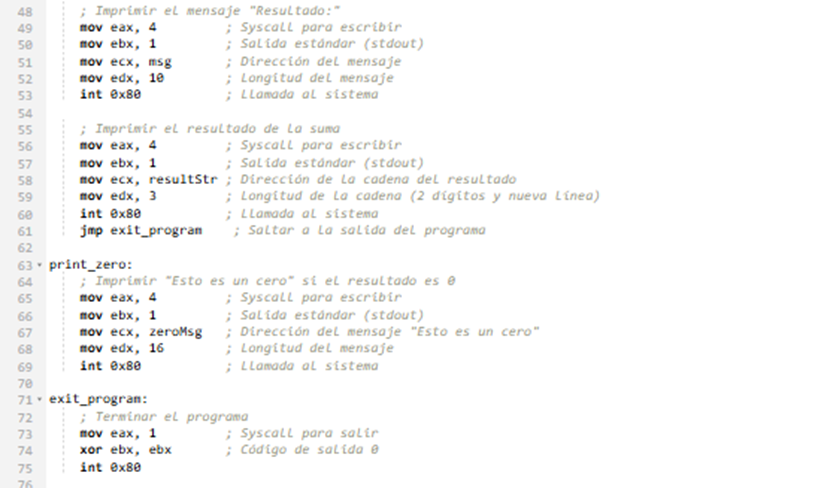 48 ; Imprimir el mensaje "Resultado:"
49 mov eax, 4 ; Syscall para escribir
50 mov ebx, 1 ; Salida estándar (stdout)
51 mov ecx, msg ; Dirección del mensaje
52 mov edx, 10 ; Longitud del mensaje
53 int 0x80 ; Llamada al sistema
54
55 ; Imprimir el resultado de la suma
56 mov eax, 4 ; Syscall para escribir
57 mov ebx, 1 ; Salida estándar (stdout)
58 mov ecx, resultStr ; Dirección de la cadena del resultado
59 mov edx, 3 ; Longitud de la cadena (2 dígitos y nueva línea)
60 int 0x80 ; Llamada al sistema
61 jmp exit_program ; Saltar a la salida del programa
62
63 print_zero:
64 ; Imprimir "Esto es un cero" si el resultado es 0
65 mov eax, 4 ; Syscall para escribir
66 mov ebx, 1 ; Salida estándar (stdout)
67 mov ecx, zeroMsg ; Dirección del mensaje "Esto es un cero"
68 mov edx, 16 ; Longitud del mensaje
69 int 0x80 ; Llamada al sistema
70
71 exit_program:
72 ; Terminar el programa
73 mov eax, 1 ; Syscall para salir
74 xor ebx, ebx ; Código de salida 0
75 int 0x80
76